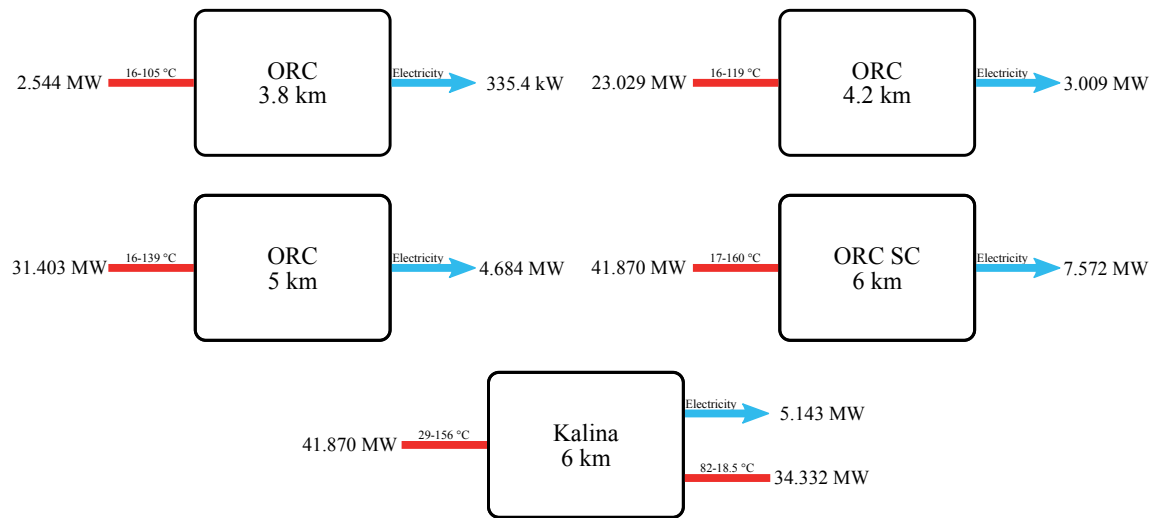 2.544 MW
16-105 °C
ORC
3.8 km
Electricity
335.4 kW
23.029 MW
16-119 °C
ORC
4.2 km
Electricity
3.009 MW
31.403 MW
16-139 °C
ORC
5 km
Electricity
4.684 MW
41.870 MW
17-160 °C
ORC SC
6 km
Electricity
7.572 MW
41.870 MW
29-156 °C
Kalina
6 km
Electricity
5.143 MW
82-18.5 °C
34.332 MW